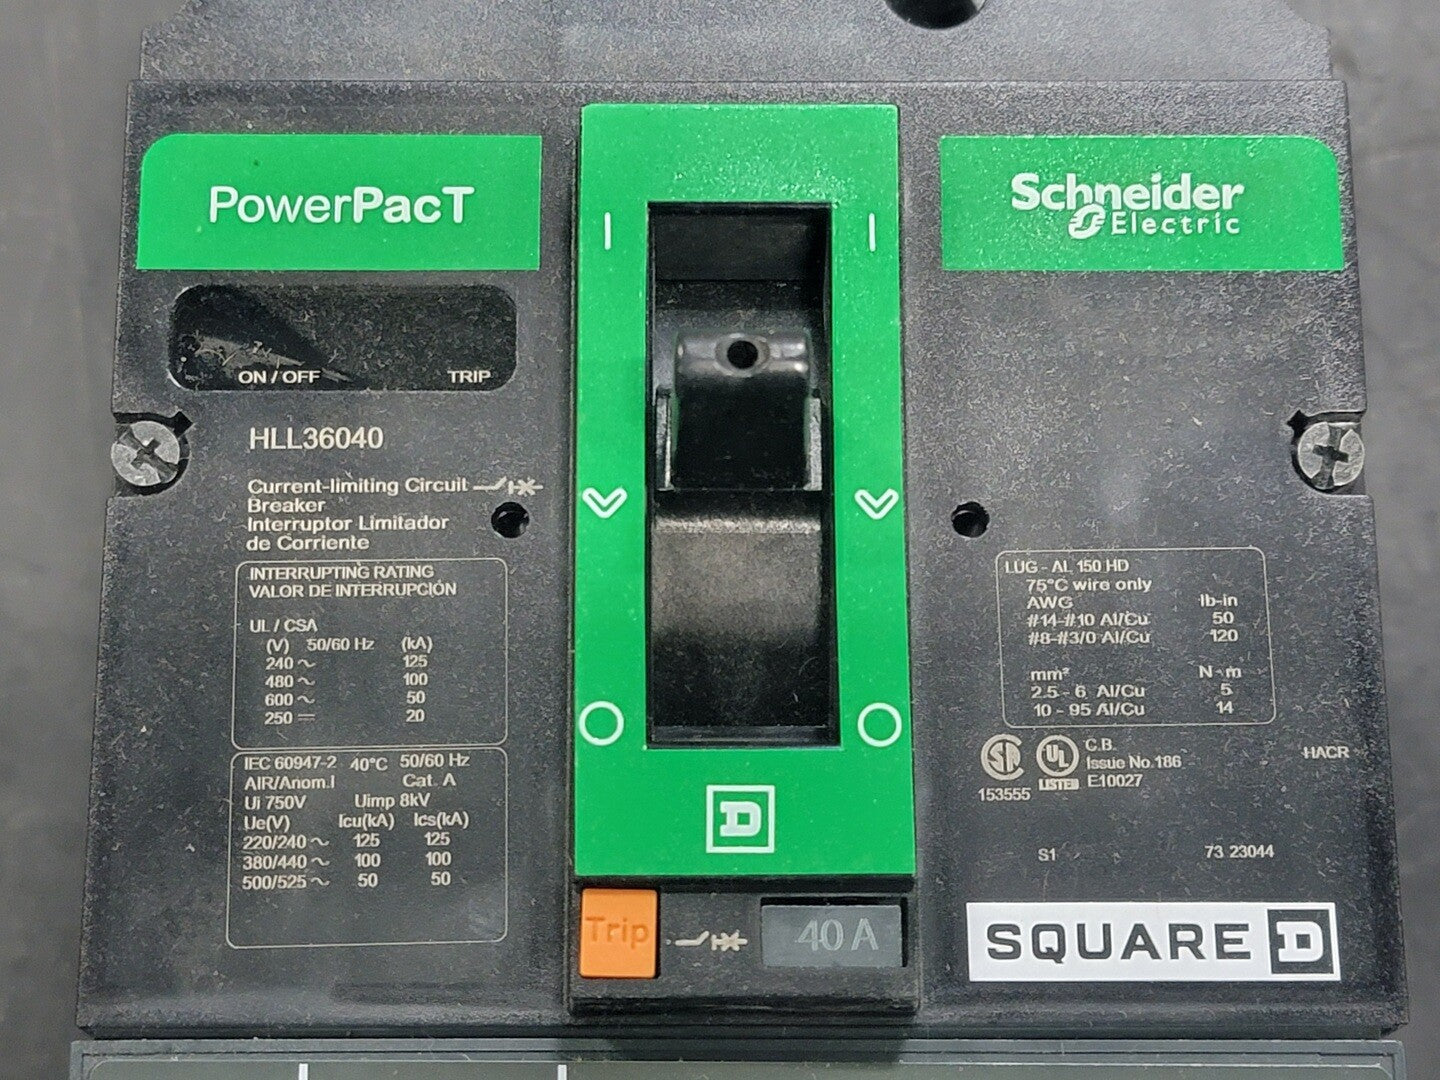 PowerPacT
Schneider
Electric
ON / OFF TRIP
HLL36040
Current-limiting Circuit
Breaker
Interruptor Limitador
de Corriente
INTERRUPTING RATING
VALOR DE INTERRUPCIÓN
UL / CSA
(V) 50/60 Hz (kA)
240 ~ 125
480 ~ 100
600 ~ 50
250 ⎓ 20
IEC 60947-2 40°C 50/60 Hz
AIR/Anom.I Cat. A
Ui 750V Uimp 8kV
Ue(V) Icu(kA) Ics(kA)
220/240 ~ 125 125
380/440 ~ 100 100
500/525 ~ 50 50
I I
O O
D
Trip
40 A
LUG - AL 150 HD
75°C wire only
AWG lb-in
#14-#10 Al/Cu 50
#8-#3/0 Al/Cu 120
mm² N·m
2.5 - 6 Al/Cu 5
10 - 95 Al/Cu 14
SA UL C.B.
Issue No.186
153555 LISTED E10027
HACR
S1 73 23044
SQUARE D